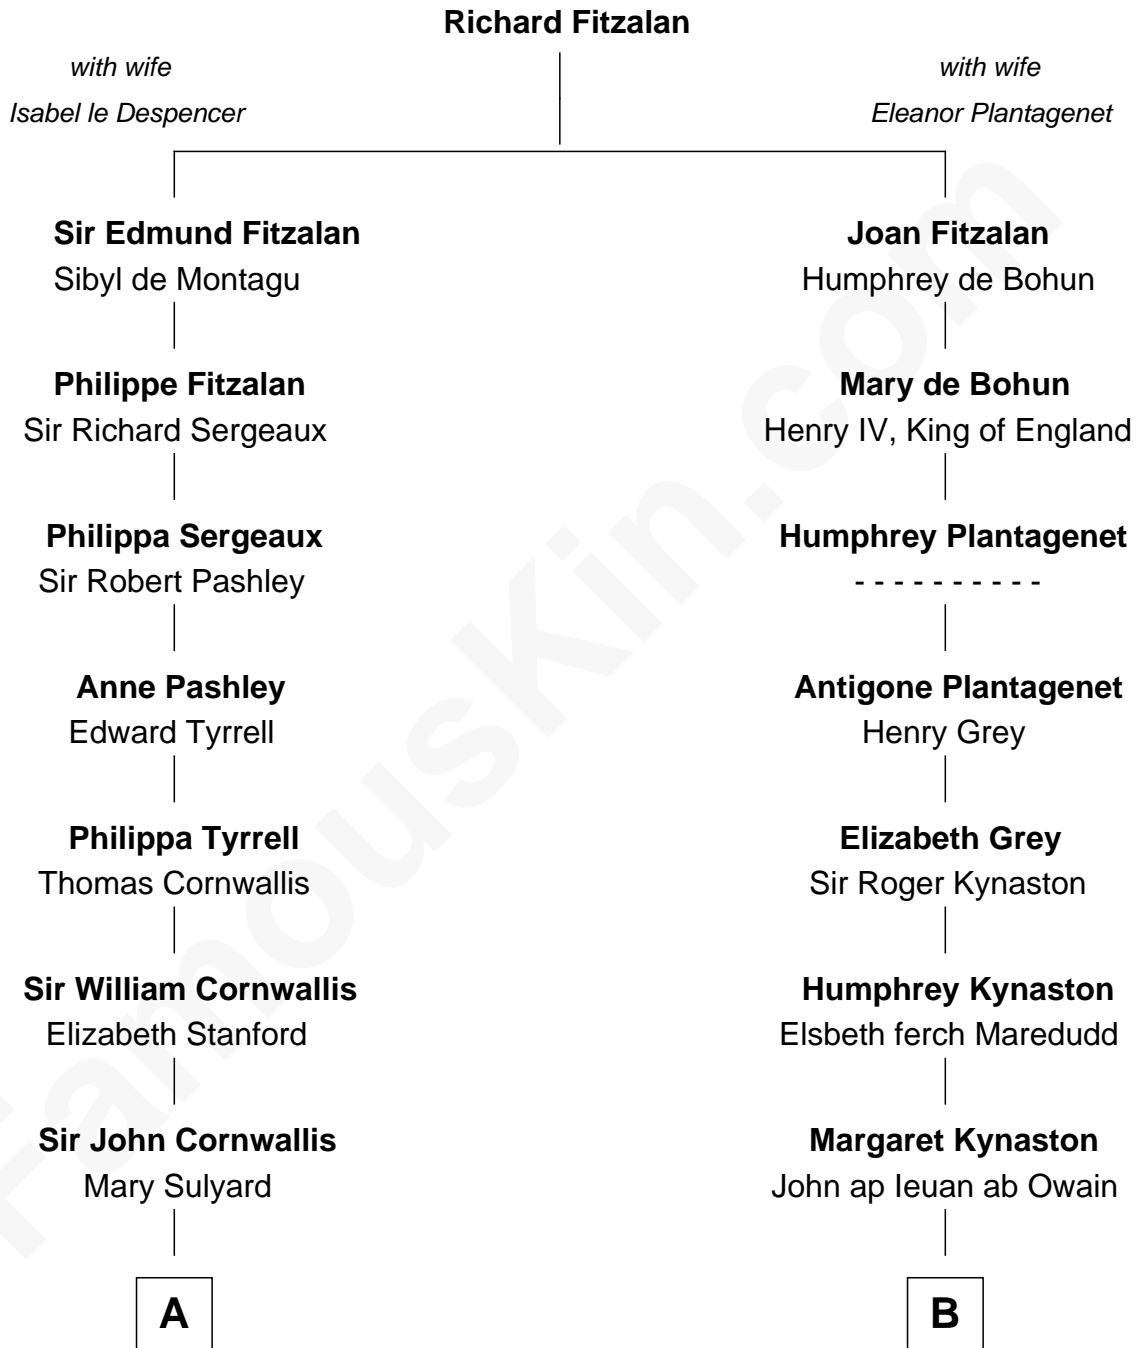 Richard Fitzalan
with wife
Isabel le Despencer
with wife
Eleanor Plantagenet
Sir Edmund Fitzalan
Sibyl de Montagu
Joan Fitzalan
Humphrey de Bohun
Philippe Fitzalan
Sir Richard Sergeaux
Mary de Bohun
Henry IV, King of England
Philippa Sergeaux
Sir Robert Pashley
Humphrey Plantagenet
- - - - - - - - - -
Anne Pashley
Edward Tyrrell
Antigone Plantagenet
Henry Grey
Philippa Tyrrell
Thomas Cornwallis
Elizabeth Grey
Sir Roger Kynaston
Sir William Cornwallis
Elizabeth Stanford
Humphrey Kynaston
Elsbeth ferch Maredudd
Sir John Cornwallis
Mary Sulyard
Margaret Kynaston
John ap Ieuan ab Owain
A
B
FamousKin.com